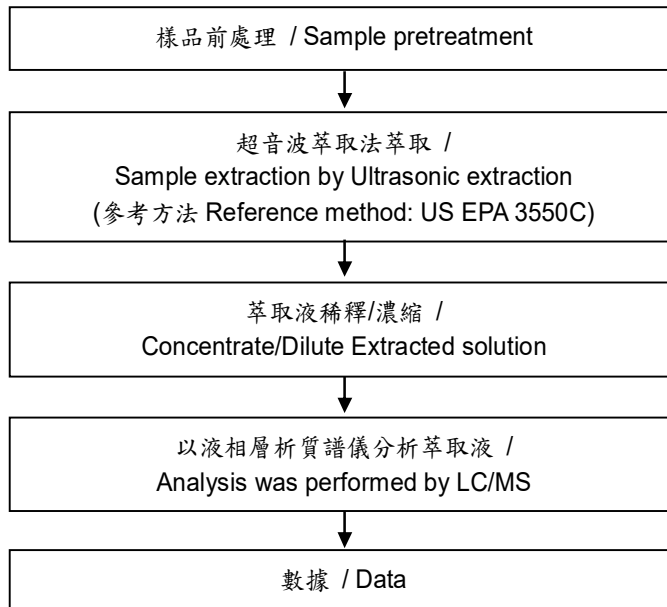 樣品前處理 / Sample pretreatment
超音波萃取法萃取 /
Sample extraction by Ultrasonic extraction
(參考方法 Reference method: US EPA 3550C)
萃取液稀釋/濃縮 /
Concentrate/Dilute Extracted solution
以液相層析質譜儀分析萃取液 /
Analysis was performed by LC/MS
數據 / Data